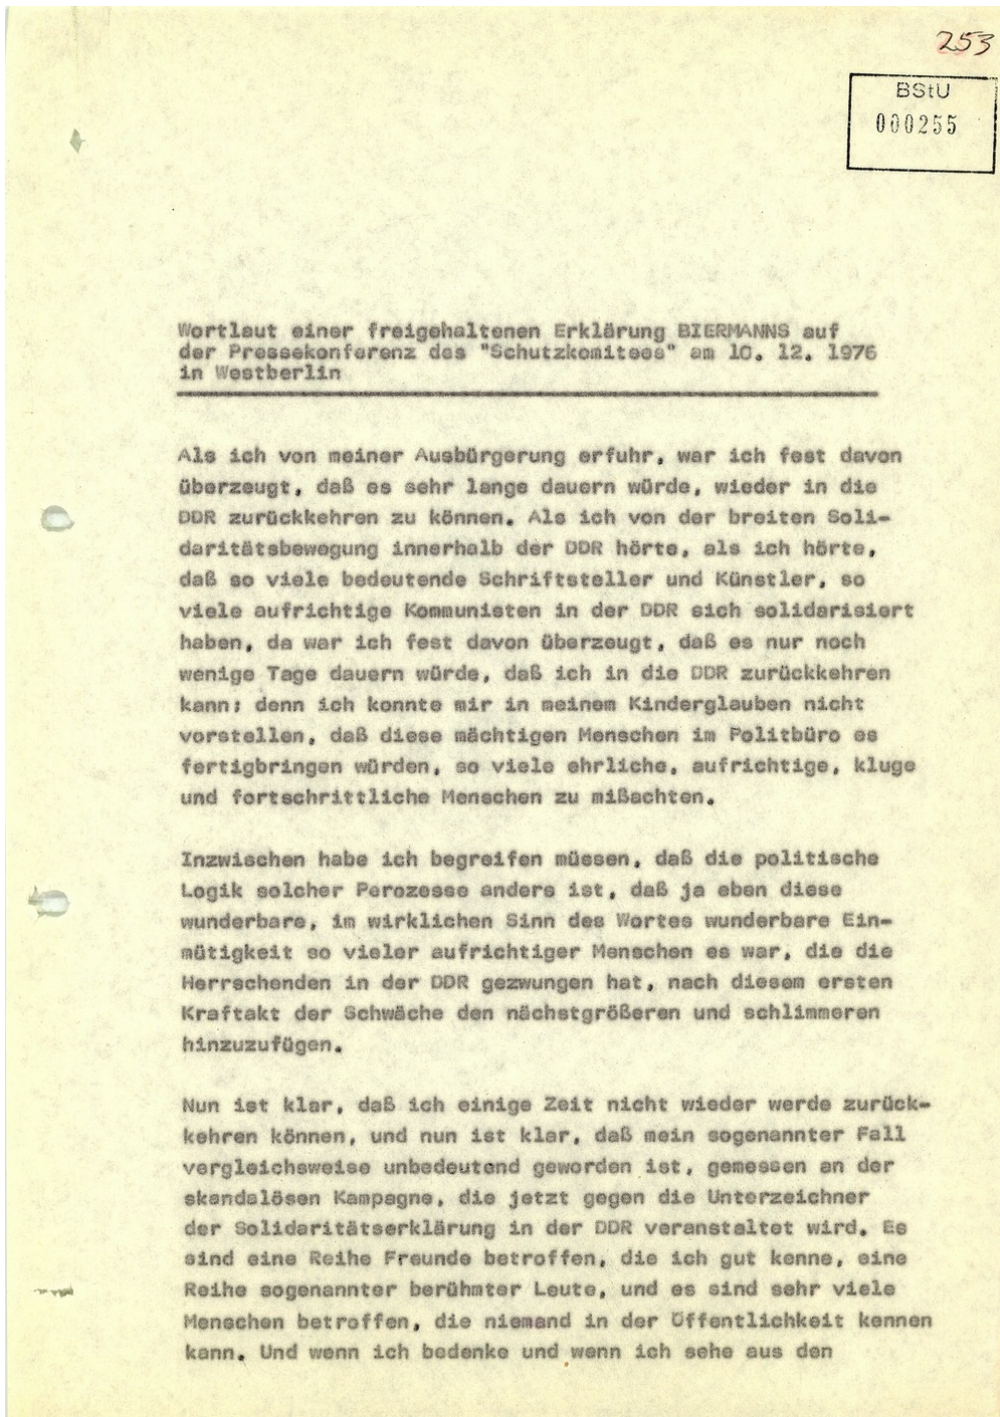 253
BStU
000255
Wortlaut einer freigehaltenen Erklärung BIERMANNS auf
der Pressekonferenz des "Schutzkomitees" am 10. 12. 1976
in Westberlin
Als ich von meiner Ausbürgerung erfuhr, war ich fest davon
überzeugt, daß es sehr lange dauern würde, wieder in die
DDR zurückkehren zu können. Als ich von der breiten Soli-
daritätsbewegung innerhalb der DDR hörte, als ich hörte,
daß so viele bedeutende Schriftsteller und Künstler, so
viele aufrichtige Kommunisten in der DDR sich solidarisiert
haben, da war ich fest davon überzeugt, daß es nur noch
wenige Tage dauern würde, daß ich in die DDR zurückkehren
kann; denn ich konnte mir in meinem Kinderglauben nicht
vorstellen, daß diese mächtigen Menschen im Politbüro es
fertigbringen würden, so viele ehrliche, aufrichtige, kluge
und fortschrittliche Menschen zu mißachten.
Inzwischen habe ich begreifen müssen, daß die politische
Logik solcher Perozesse anders ist, daß ja eben diese
wunderbare, im wirklichen Sinn des Wortes wunderbare Ein-
mütigkeit so vieler aufrichtiger Menschen es war, die die
Herrschenden in der DDR gezwungen hat, nach diesem ersten
Kraftakt der Schwäche den nächstgrößeren und schlimmeren
hinzuzufügen.
Nun ist klar, daß ich einige Zeit nicht wieder werde zurück-
kehren können, und nun ist klar, daß mein sogenannter Fall
vergleichsweise unbedeutend geworden ist, gemessen an der
skandalösen Kampagne, die jetzt gegen die Unterzeichner
der Solidaritätserklärung in der DDR veranstaltet wird. Es
sind eine Reihe Freunde betroffen, die ich gut kenne, eine
Reihe sogenannter berühmter Leute, und es sind sehr viele
Menschen betroffen, die niemand in der Öffentlichkeit kennen
kann. Und wenn ich bedenke und wenn ich sehe aus den